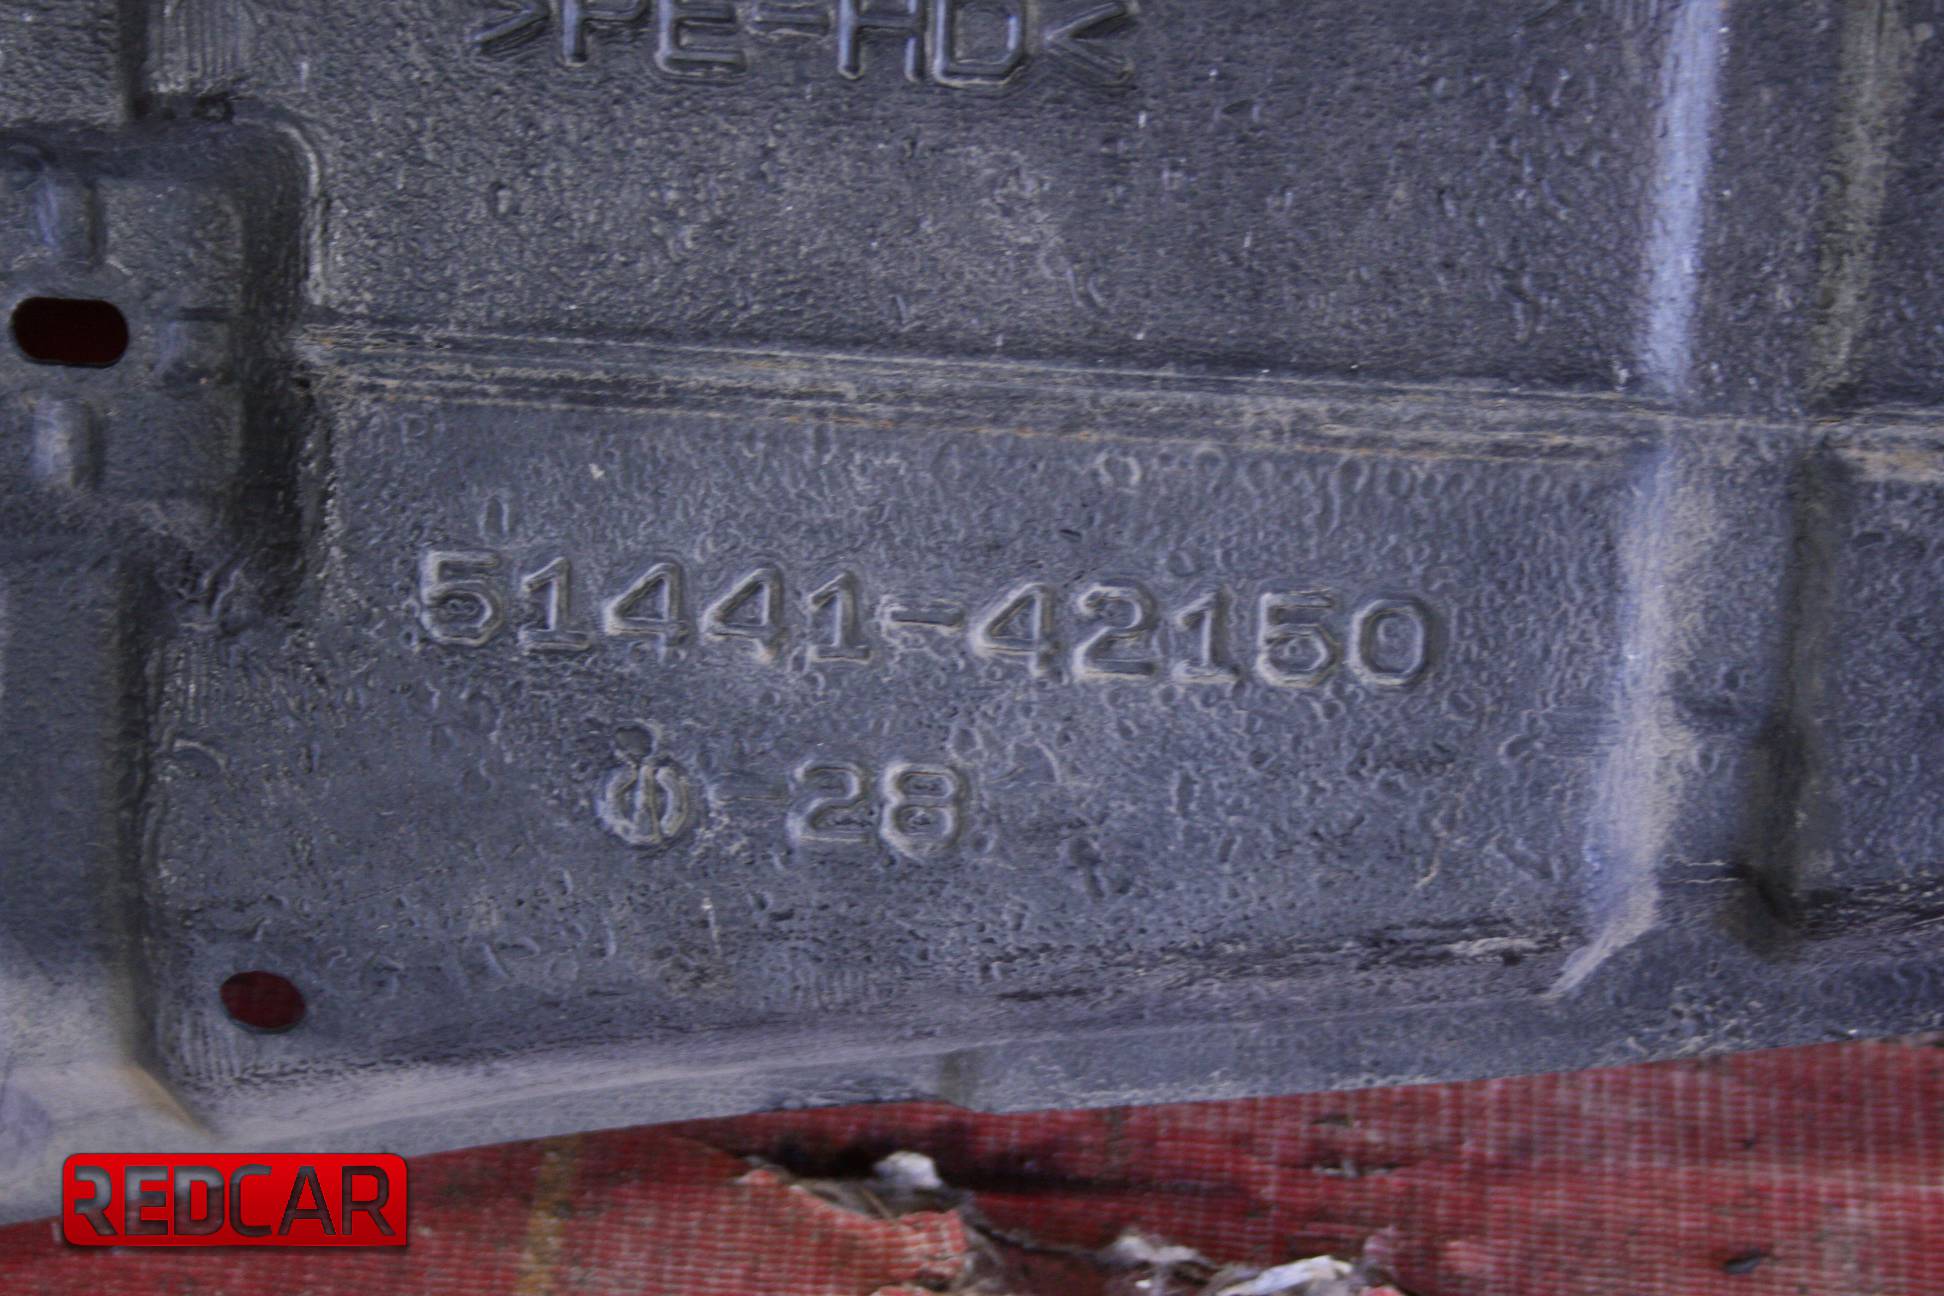 >PE-HD<
51441-42150
Φ-28
REDCAR